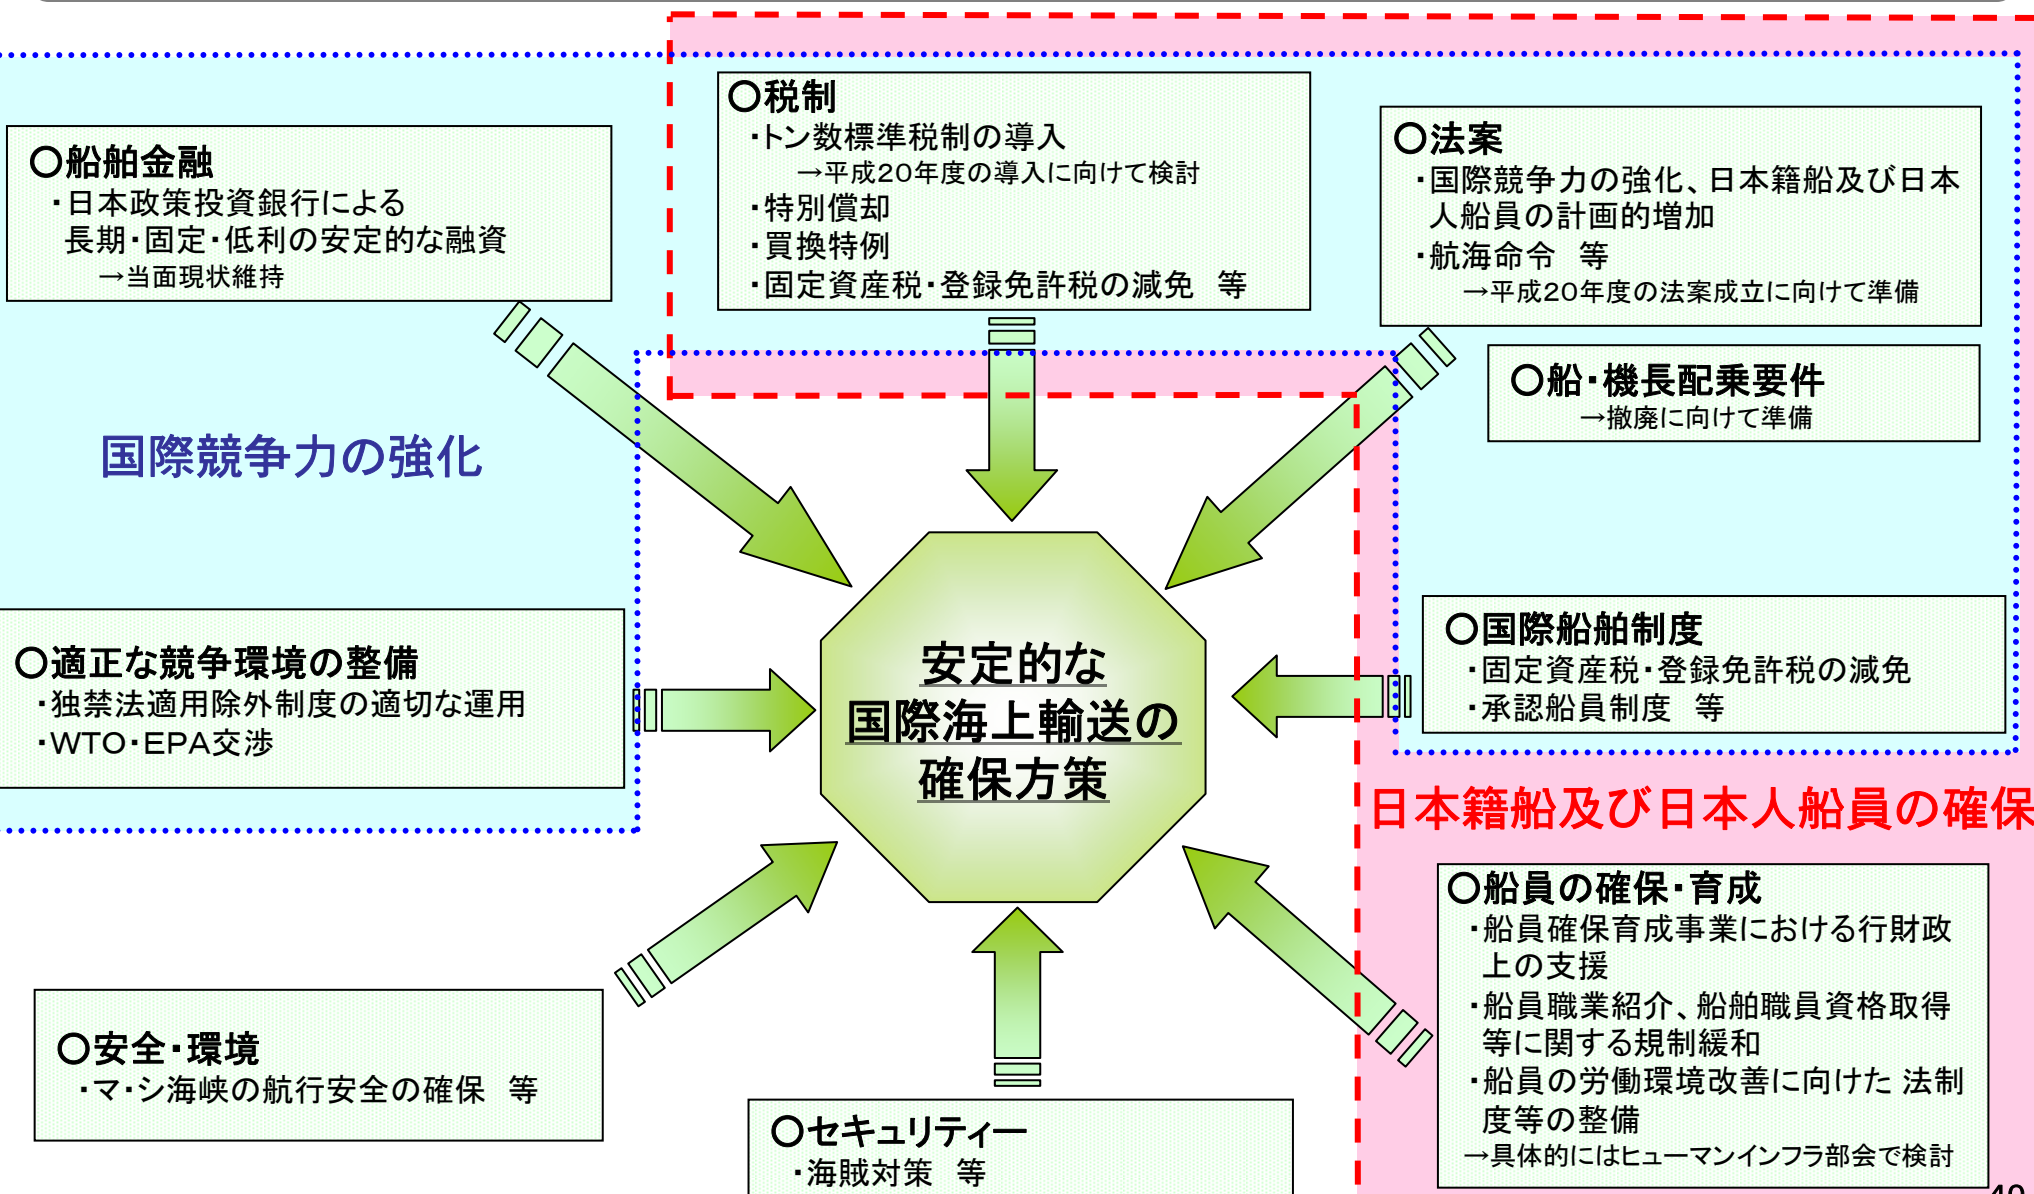 ○税制
・トン数標準税制の導入
→平成20年度の導入に向けて検討
・特別償却
・買換特例
・固定資産税・登録免許税の減免　等
○船舶金融
・日本政策投資銀行による
長期・固定・低利の安定的な融資
→当面現状維持
○法案
・国際競争力の強化、日本籍船及び日本
人船員の計画的増加
・航海命令　等
→平成20年度の法案成立に向けて準備
○船・機長配乗要件
→撤廃に向けて準備
国際競争力の強化
○適正な競争環境の整備
・独禁法適用除外制度の適切な運用
・WTO・EPA交渉
安定的な
国際海上輸送の
確保方策
○国際船舶制度
・固定資産税・登録免許税の減免
・承認船員制度　等
日本籍船及び日本人船員の確保
○船員の確保・育成
・船員確保育成事業における行財政
上の支援
・船員職業紹介、船舶職員資格取得
等に関する規制緩和
・船員の労働環境改善に向けた 法制
度等の整備
→具体的にはヒューマンインフラ部会で検討
○安全・環境
・マ・シ海峡の航行安全の確保　等
○セキュリティー
・海賊対策　等